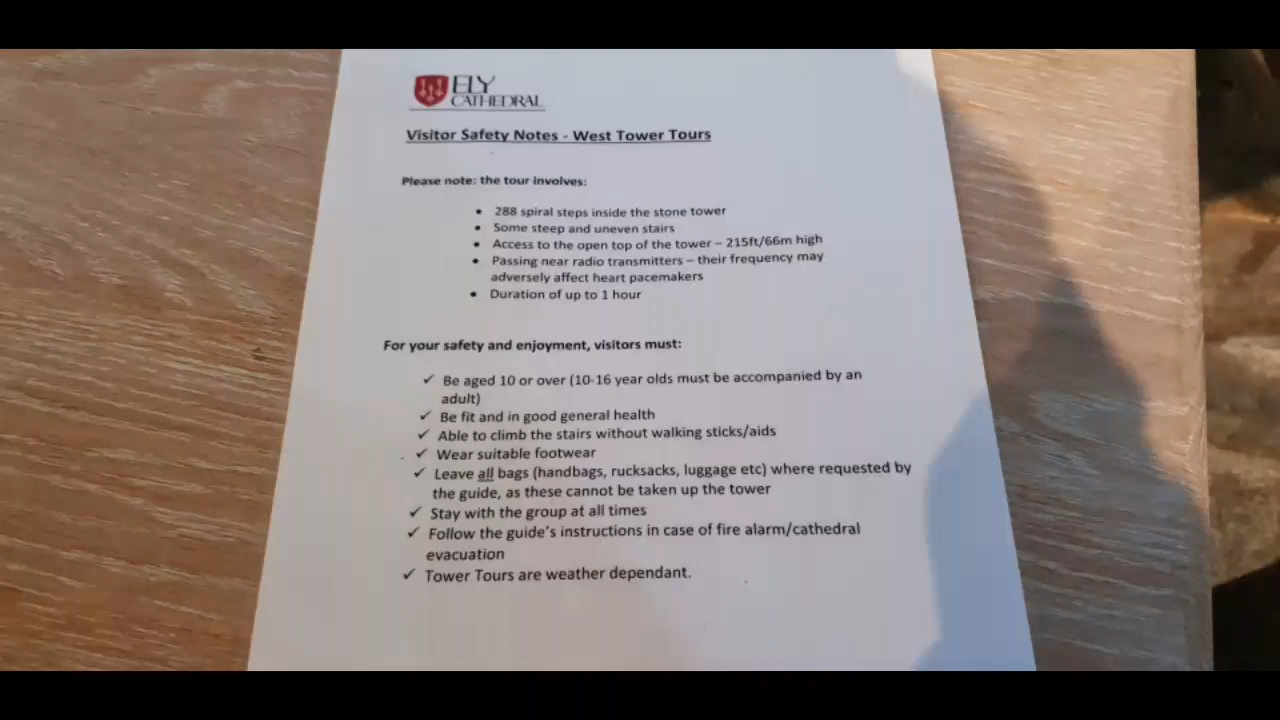 ELY
CATHEDRAL
Visitor Safety Notes - West Tower Tours
Please note: the tour involves:
• 288 spiral steps inside the stone tower
• Some steep and uneven stairs
• Access to the open top of the tower – 215ft/66m high
• Passing near radio transmitters – their frequency may
adversely affect heart pacemakers
• Duration of up to 1 hour
For your safety and enjoyment, visitors must:
✓ Be aged 10 or over (10-16 year olds must be accompanied by an
adult)
✓ Be fit and in good general health
✓ Able to climb the stairs without walking sticks/aids
✓ Wear suitable footwear
✓ Leave all bags (handbags, rucksacks, luggage etc) where requested by
the guide, as these cannot be taken up the tower
✓ Stay with the group at all times
✓ Follow the guide's instructions in case of fire alarm/cathedral
evacuation
✓ Tower Tours are weather dependant.